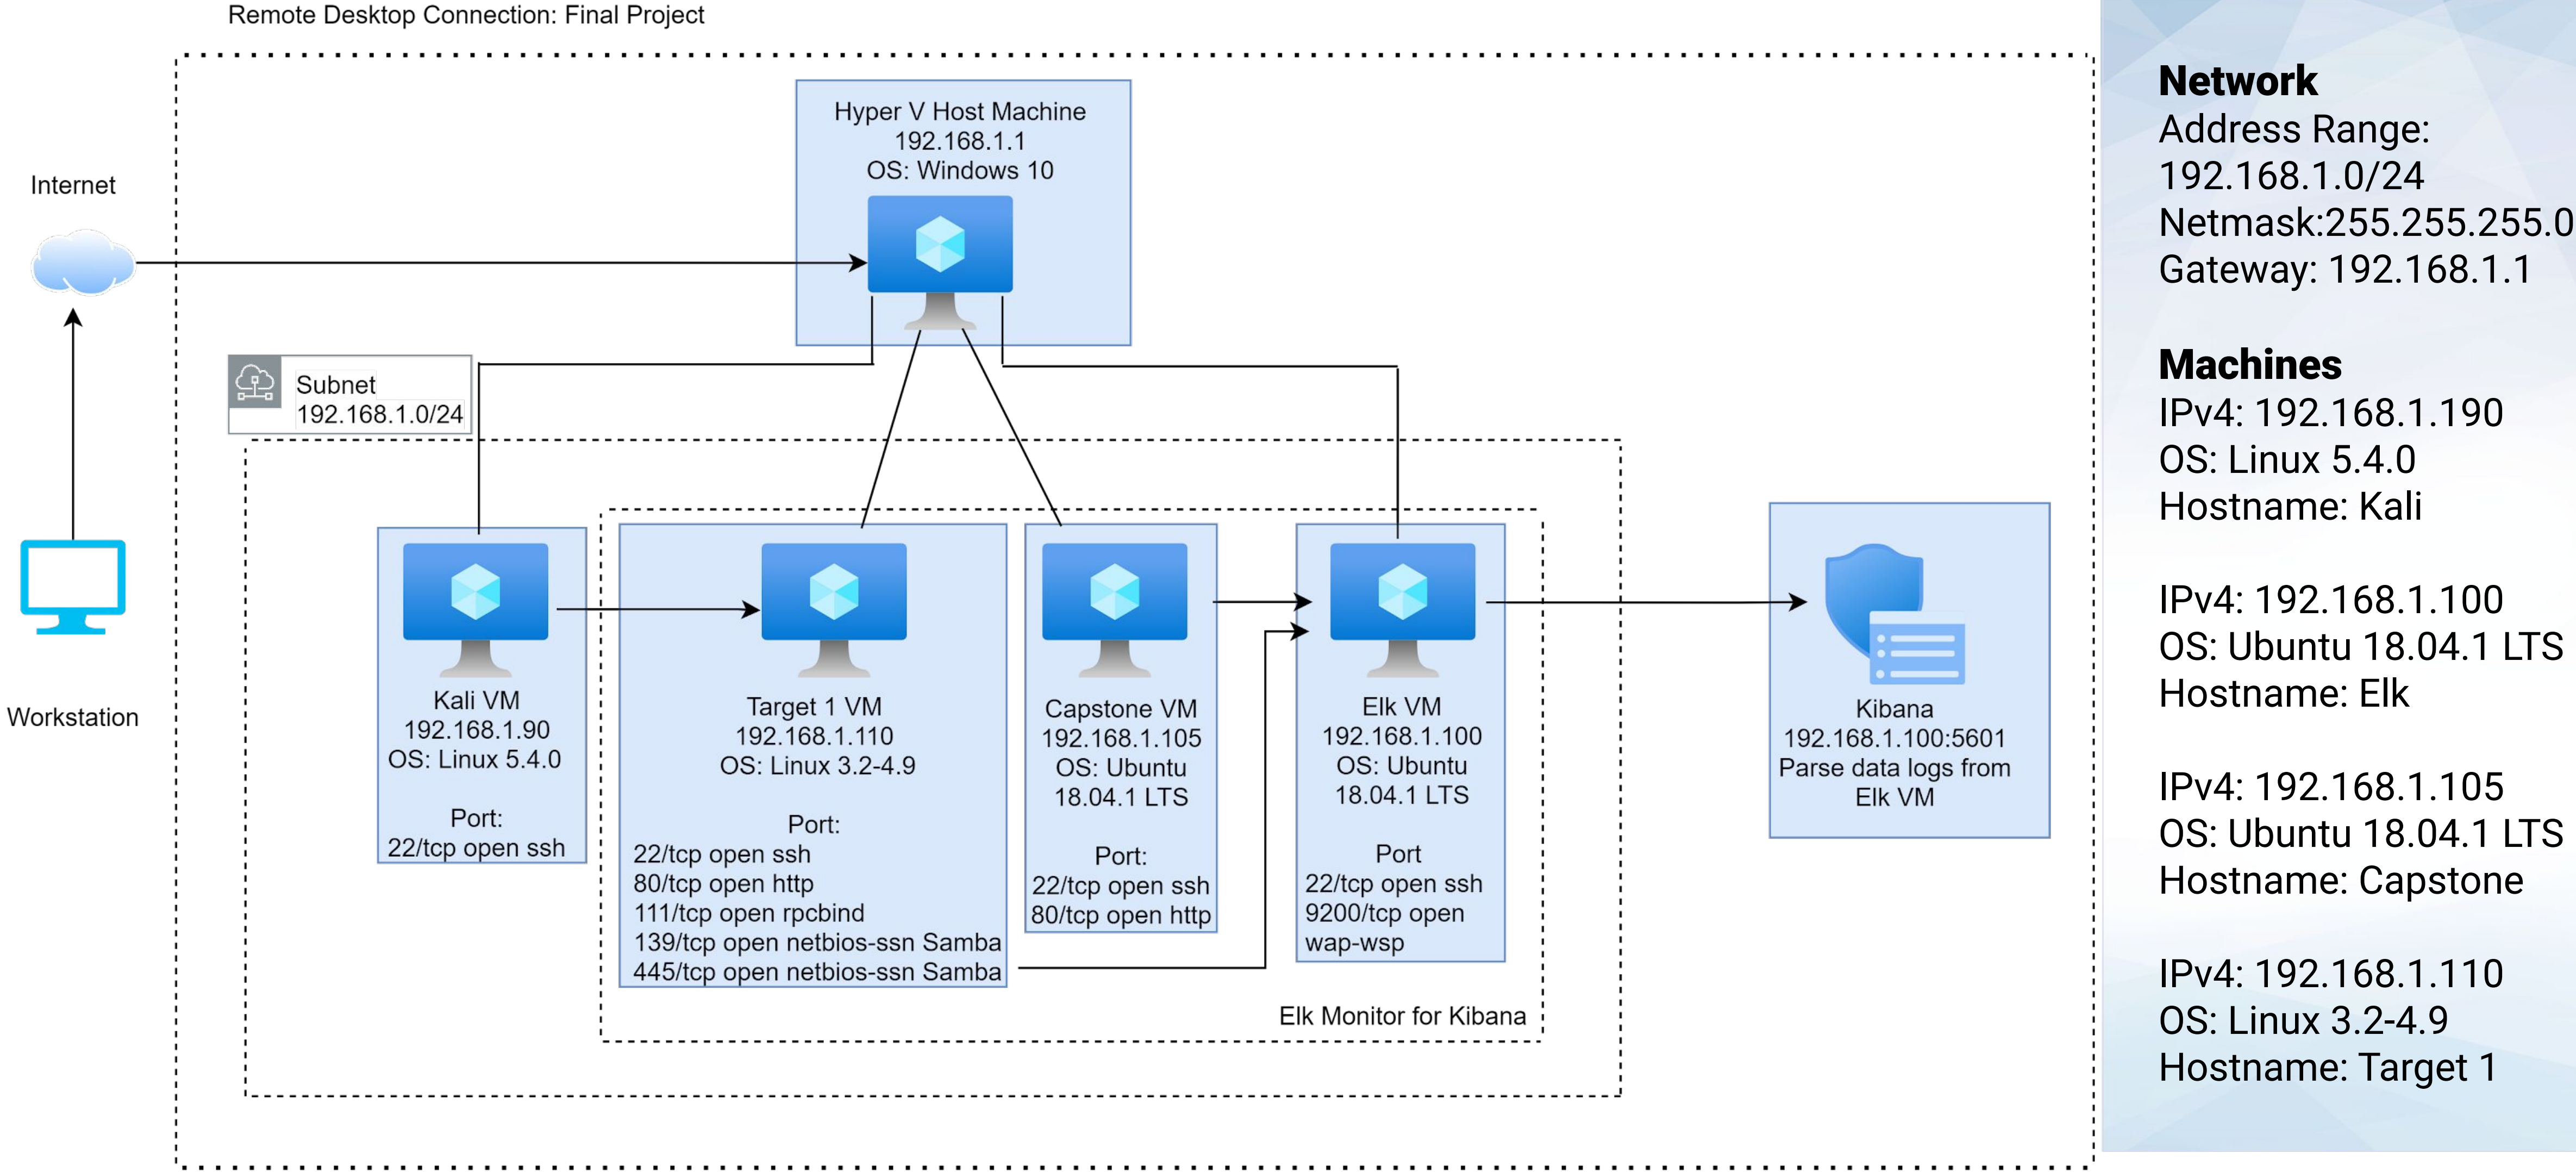 Remote Desktop Connection: Final Project
Hyper V Host Machine
192.168.1.1
OS: Windows 10
Internet
Subnet
192.168.1.0/24
Workstation
Kali VM
192.168.1.90
OS: Linux 5.4.0
Port:
22/tcp open ssh
Target 1 VM
192.168.1.110
OS: Linux 3.2-4.9
Port:
22/tcp open ssh
80/tcp open http
111/tcp open rpcbind
139/tcp open netbios-ssn Samba
445/tcp open netbios-ssn Samba
Capstone VM
192.168.1.105
OS: Ubuntu
18.04.1 LTS
Port:
22/tcp open ssh
80/tcp open http
Elk VM
192.168.1.100
OS: Ubuntu
18.04.1 LTS
Port
22/tcp open ssh
9200/tcp open
wap-wsp
Elk Monitor for Kibana
Kibana
192.168.1.100:5601
Parse data logs from
Elk VM
Network
Address Range:
192.168.1.0/24
Netmask:255.255.255.0
Gateway: 192.168.1.1
Machines
IPv4: 192.168.1.190
OS: Linux 5.4.0
Hostname: Kali
IPv4: 192.168.1.100
OS: Ubuntu 18.04.1 LTS
Hostname: Elk
IPv4: 192.168.1.105
OS: Ubuntu 18.04.1 LTS
Hostname: Capstone
IPv4: 192.168.1.110
OS: Linux 3.2-4.9
Hostname: Target 1